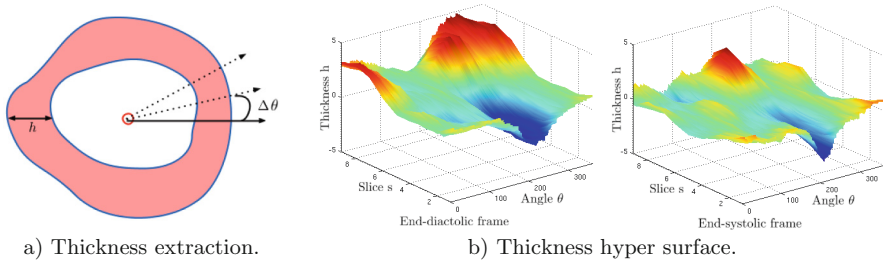 h
Δθ
5
0
-5
Thickness h
8
6
4
2
Slice s
0
100
200
300
Angle θ
End-diactolic frame
5
0
-5
Thickness h
8
6
4
2
Slice s
0
100
200
300
Angle θ
End-systolic frame
a) Thickness extraction.
b) Thickness hyper surface.